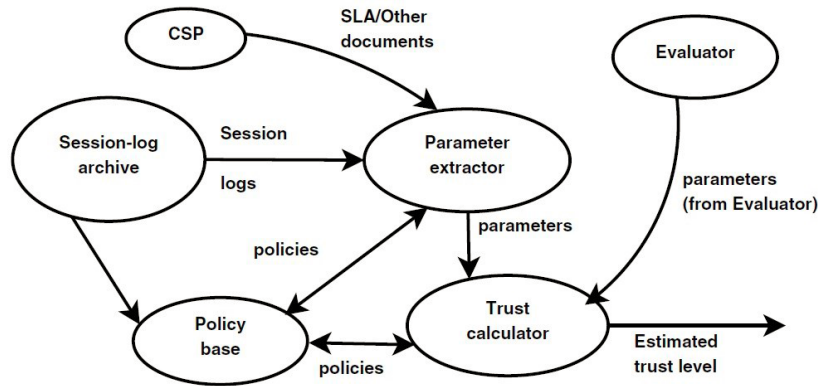 CSP
SLA/Other
documents
Evaluator
Session-log
archive
Session
logs
Parameter
extractor
parameters
(from Evaluator)
policies
parameters
Policy
base
policies
Trust
calculator
Estimated
trust level